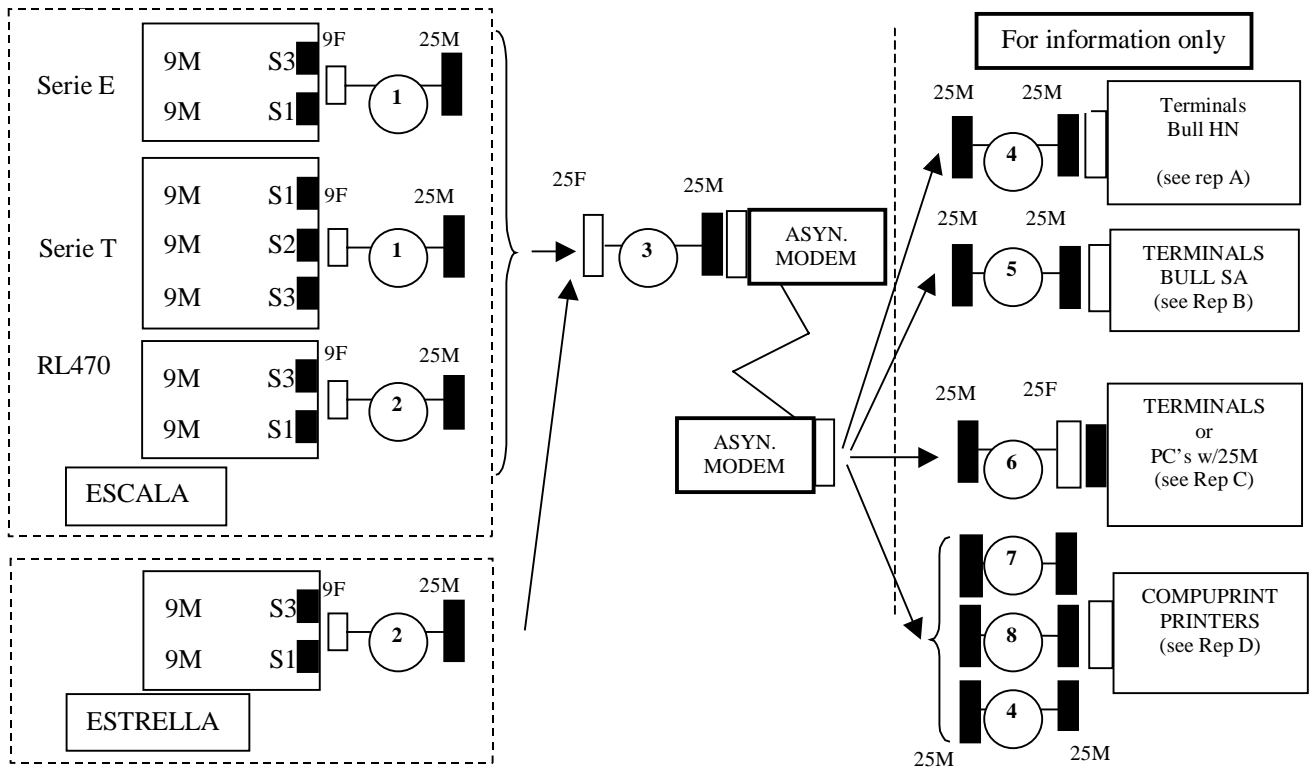 9F
25M
9M S3
Serie E
1
9M S1
9M S1
9F
25M
Serie T
9M S2
1
9M S3
RL470
9F
25M
9M S3
2
9M S1
ESCALA
9F
25M
9M S3
2
9M S1
ESTRELLA
25F
25M
3
ASYN.
MODEM
ASYN.
MODEM
For information only
25M
25M
4
Terminals
Bull HN
(see rep A)
25M
25M
5
TERMINALS
BULL SA
(see Rep B)
25M
25F
6
TERMINALS
or
PC's w/25M
(see Rep C)
7
8
4
25M
25M
COMPUPRINT
PRINTERS
(see Rep D)